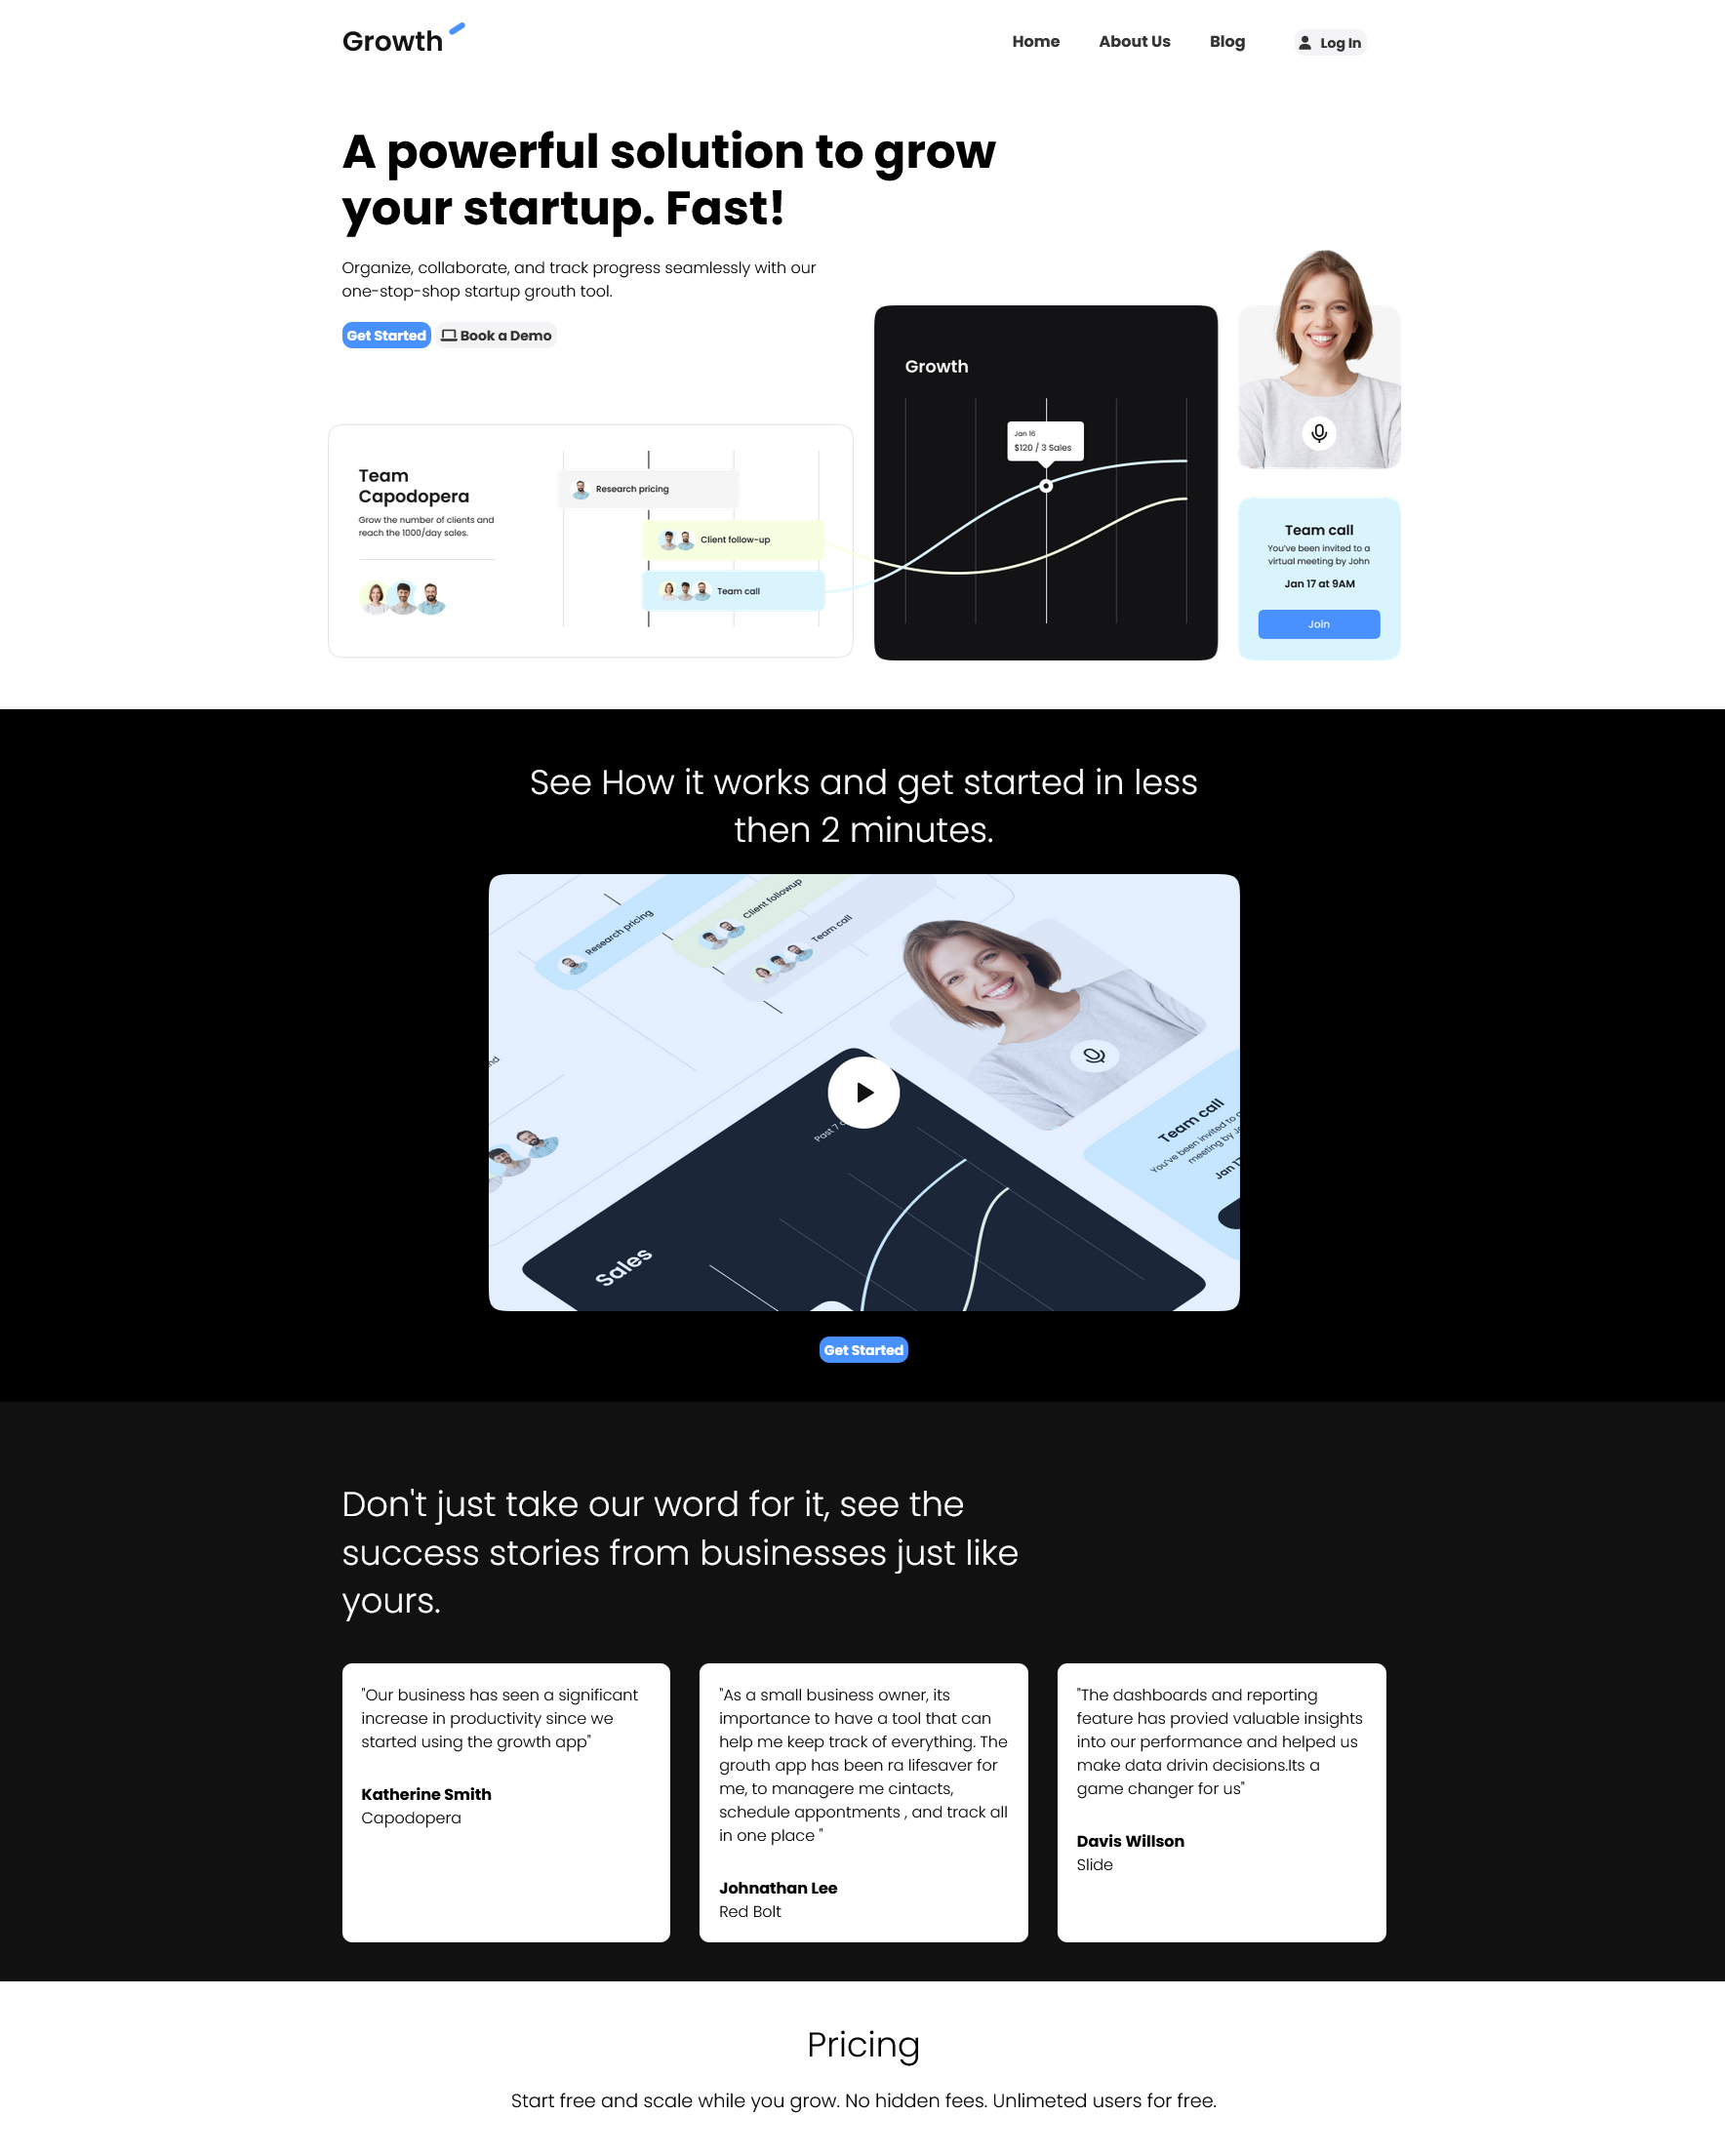 Growth
Home
About Us
Blog
Log In
A powerful solution to grow
your startup. Fast!
Organize, collaborate, and track progress seamlessly with our
one-stop-shop startup grouth tool.
Get Started
Book a Demo
Team
Capodopera
Grow the number of clients and
reach the 1000/day sales.
Research pricing
Client follow-up
Team call
Growth
Jan 16
$120 / 3 Sales
Team call
You've been invited to a
virtual meeting by John
Jan 17 at 9AM
Join
See How it works and get started in less
then 2 minutes.
Research pricing
Client followup
Team call
Team call
You've been invited to
meeting by
Jan
Past 7
Sales
Get Started
Don't just take our word for it, see the
success stories from businesses just like
yours.
"Our business has seen a significant
increase in productivity since we
started using the growth app"
Katherine Smith
Capodopera
"As a small business owner, its
importance to have a tool that can
help me keep track of everything. The
grouth app has been ra lifesaver for
me, to managere me cintacts,
schedule appontments , and track all
in one place "
Johnathan Lee
Red Bolt
"The dashboards and reporting
feature has provied valuable insights
into our performance and helped us
make data drivin decisions.Its a
game changer for us"
Davis Willson
Slide
Pricing
Start free and scale while you grow. No hidden fees. Unlimeted users for free.